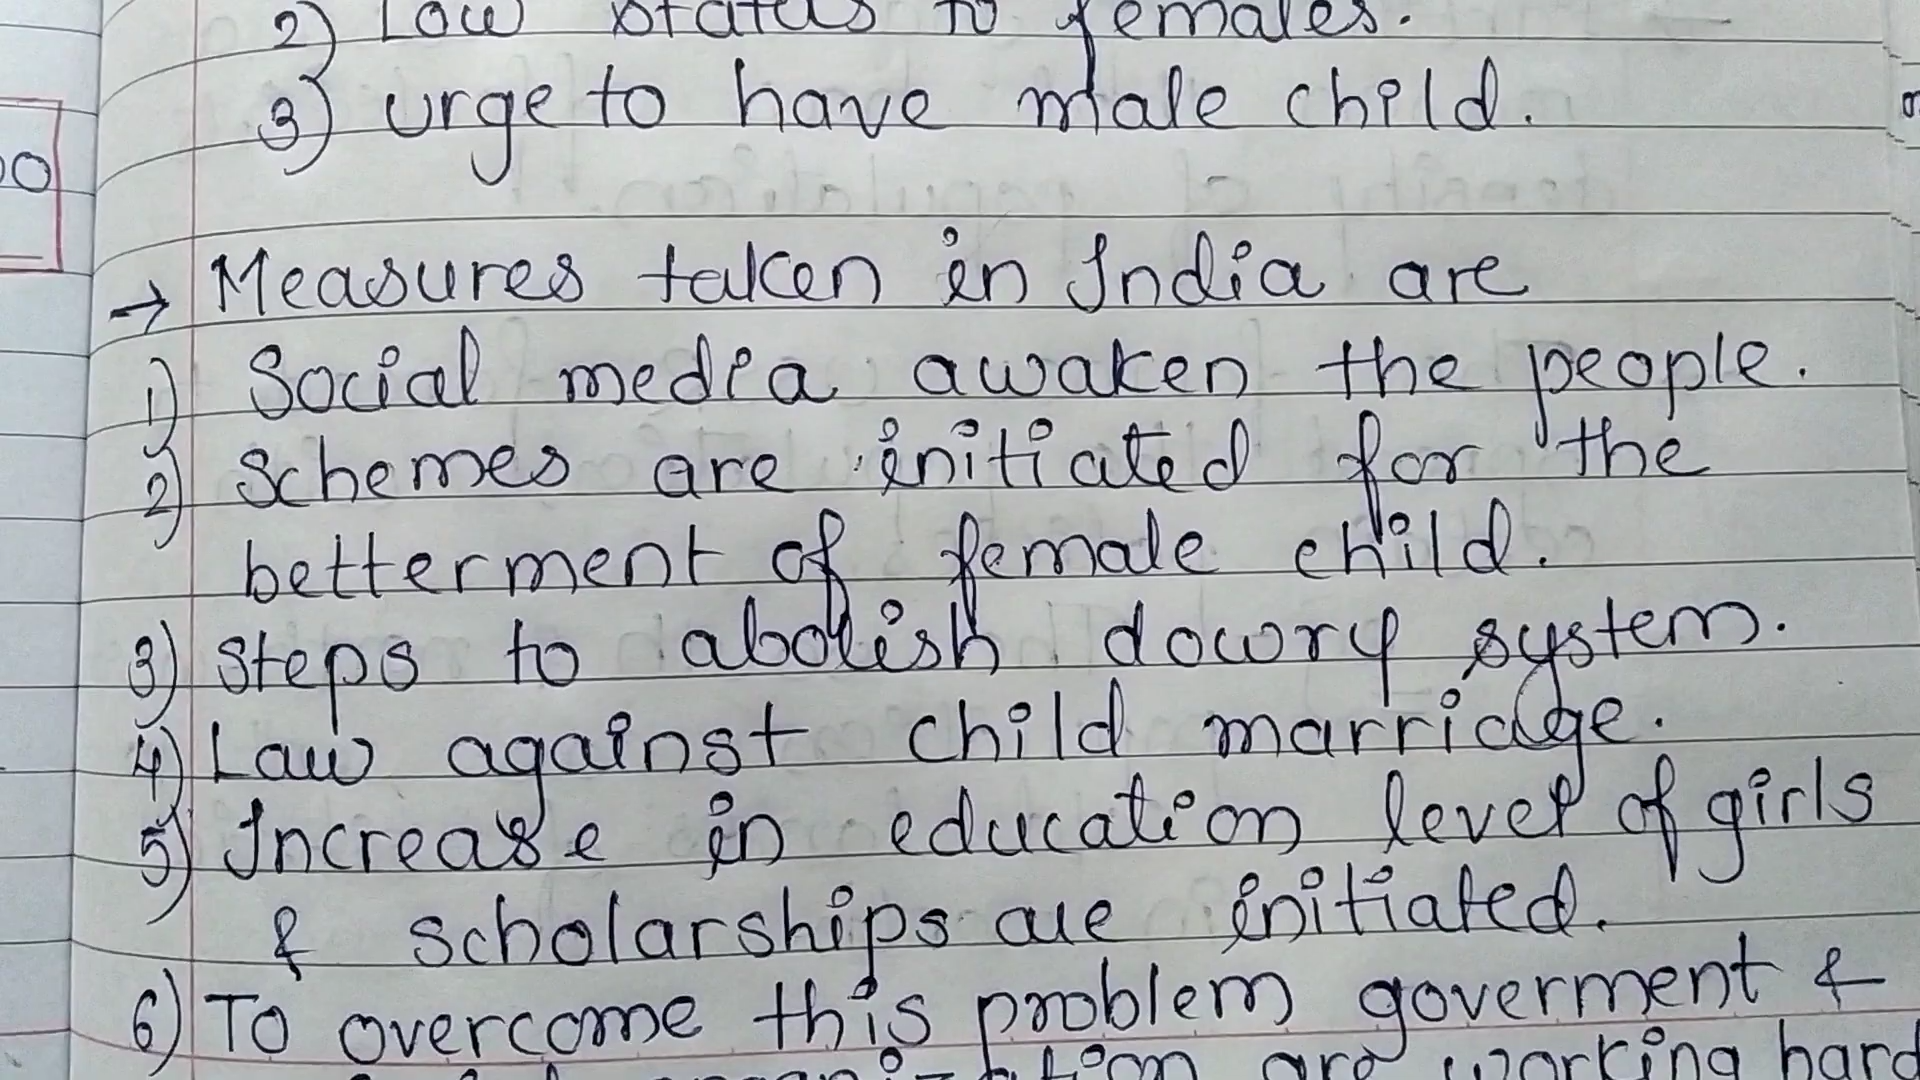 2) Low status to females.
3) urge to have male child.
→ Measures taken in India are
1) Social media awaken the people.
2) Schemes are initiated for the
betterment of female child.
3) Steps to abolish dowry system.
4) Law against child marriage.
5) Increase in education level of girls
& scholarships are initiated.
6) To overcome this problem goverment &
are working hard